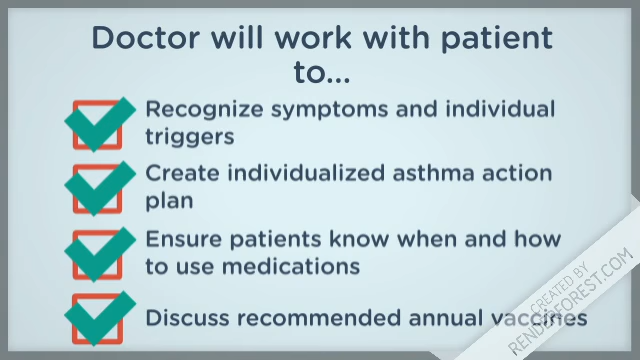 Doctor will work with patient
to...
Recognize symptoms and individual
triggers
Create individualized asthma action
plan
Ensure patients know when and how
to use medications
Discuss recommended annual vaccines
CREATED BY
RENDERFOREST.COM